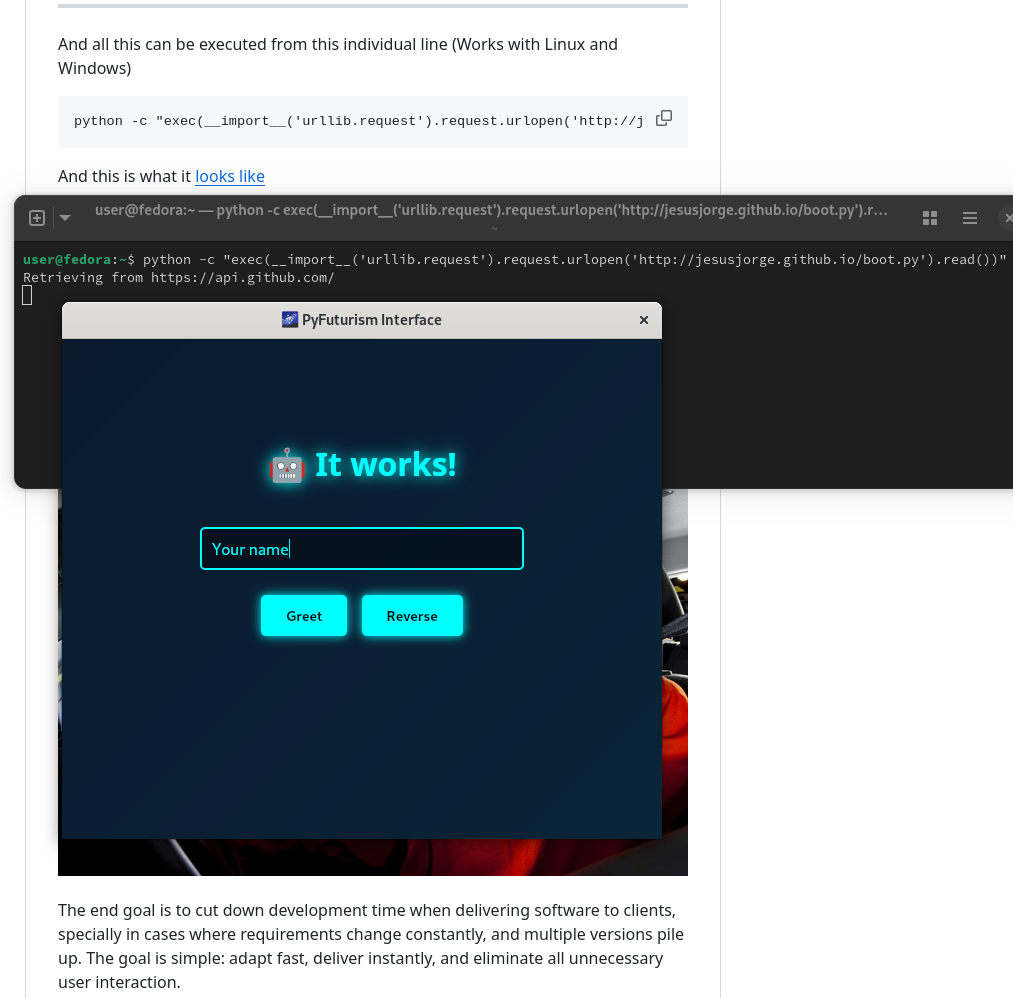 And all this can be executed from this individual line (Works with Linux and
Windows)
python -c "exec(__import__('urllib.request').request.urlopen('http://j
And this is what it looks like
user@fedora:~ — python -c exec(__import__('urllib.request').request.urlopen('http://jesusjorge.github.io/boot.py').r...
~
user@fedora:~$ python -c "exec(__import__('urllib.request').request.urlopen('http://jesusjorge.github.io/boot.py').read())"
Retrieving from https://api.github.com/
PyFuturism Interface
🤖 It works!
Your name
Greet Reverse
The end goal is to cut down development time when delivering software to clients,
specially in cases where requirements change constantly, and multiple versions pile
up. The goal is simple: adapt fast, deliver instantly, and eliminate all unnecessary
user interaction.